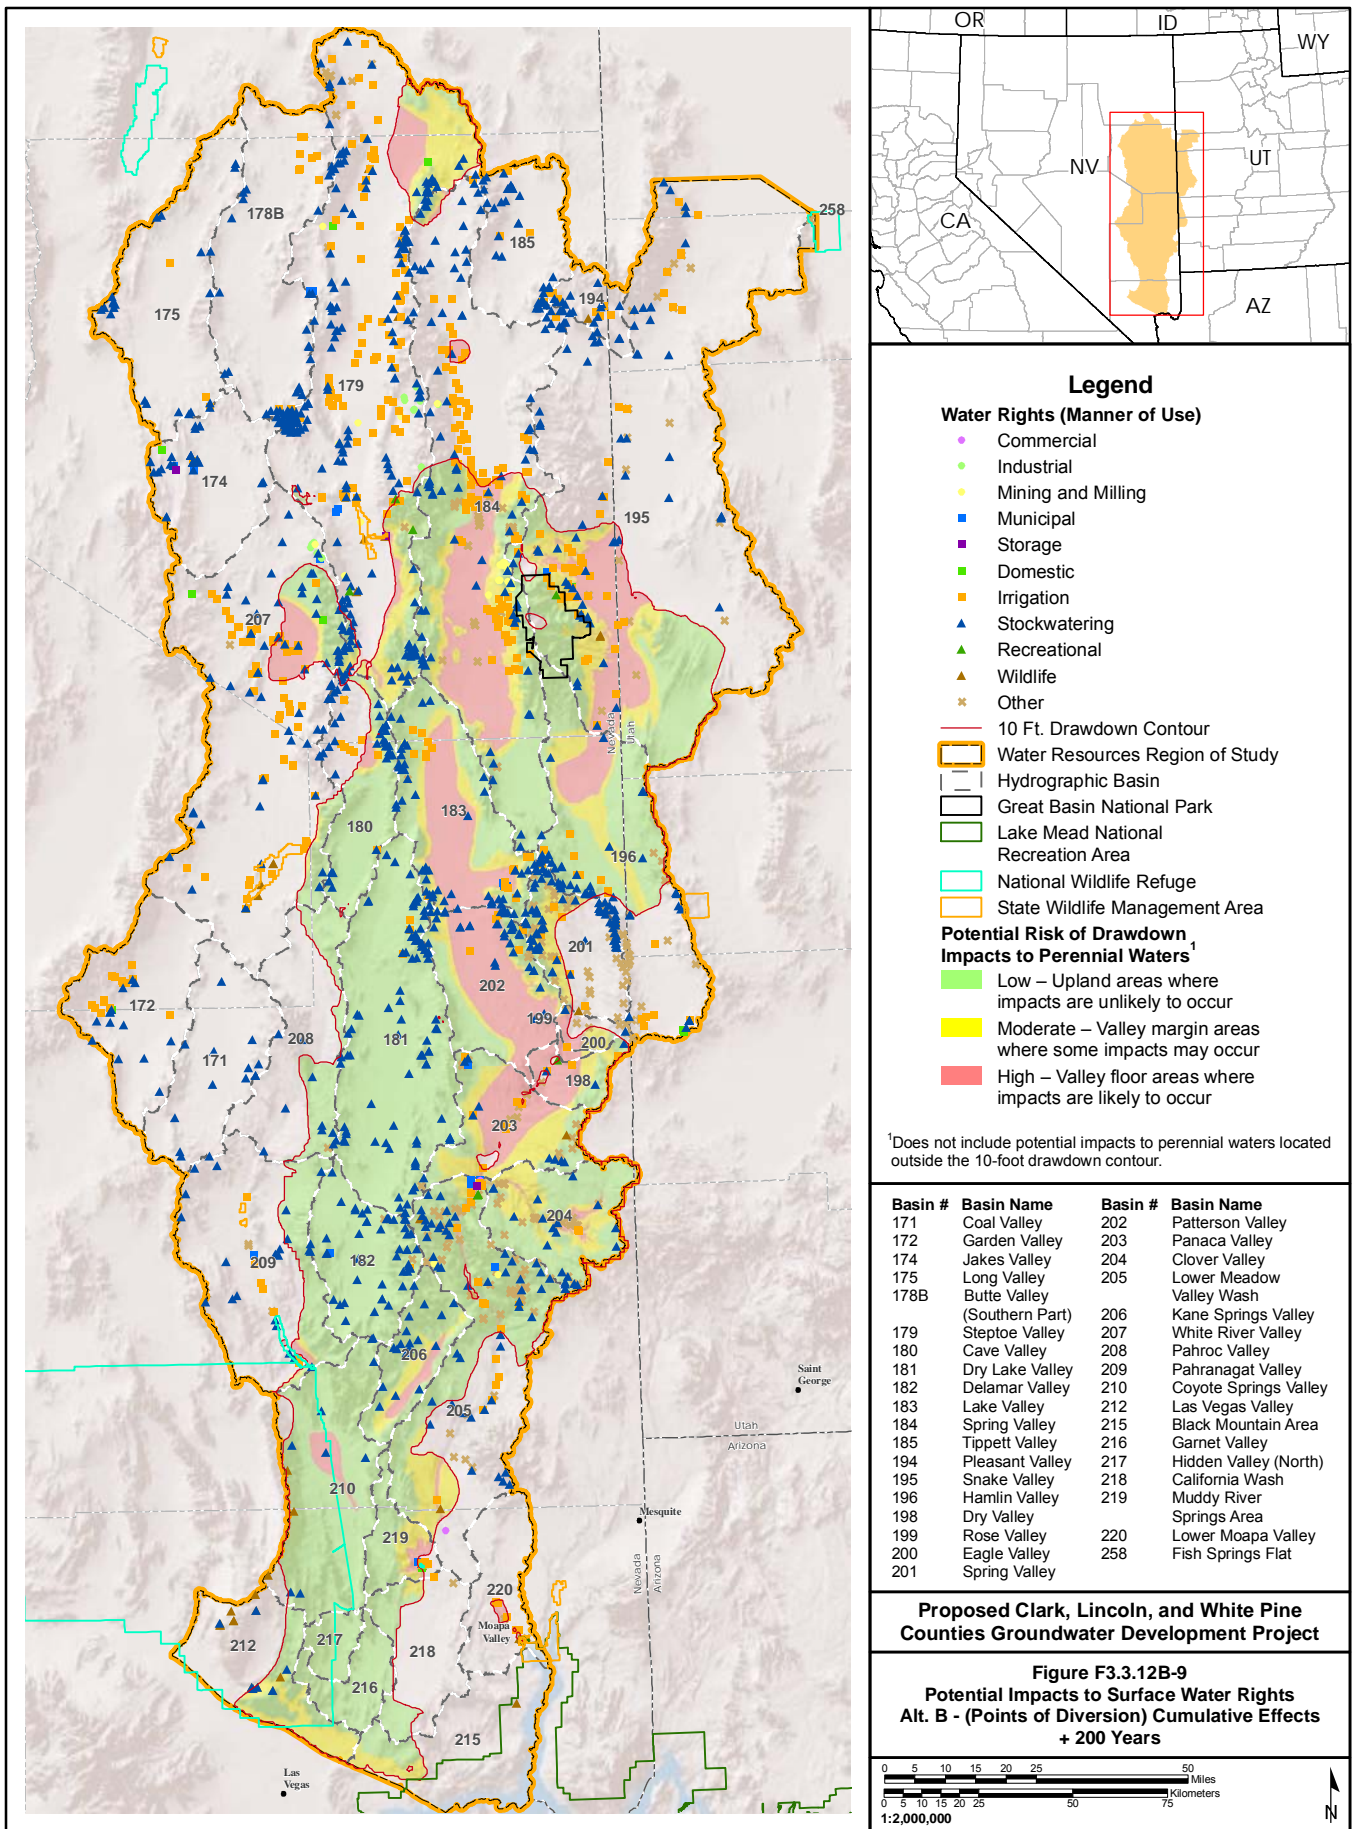 OR
ID
WY
NV
UT
CA
AZ
258
178B
185
194
175
179
174
184
195
207
Nevada
Utah
183
180
196
201
202
172
199
208
181
171
200
198
203
204
209
182
206
Saint
George
205
Utah
Arizona
210
Mesquite
219
Nevada
Arizona
220
Moapa
Valley
217
212
218
216
215
Las
Vegas
Legend
Water Rights (Manner of Use)
Commercial
Industrial
Mining and Milling
Municipal
Storage
Domestic
Irrigation
Stockwatering
Recreational
Wildlife
Other
10 Ft. Drawdown Contour
Water Resources Region of Study
Hydrographic Basin
Great Basin National Park
Lake Mead National
Recreation Area
National Wildlife Refuge
State Wildlife Management Area
Potential Risk of Drawdown
Impacts to Perennial Waters1
Low – Upland areas where
impacts are unlikely to occur
Moderate – Valley margin areas
where some impacts may occur
High – Valley floor areas where
impacts are likely to occur
1Does not include potential impacts to perennial waters located
outside the 10-foot drawdown contour.
Basin # Basin Name Basin # Basin Name
171 Coal Valley 202 Patterson Valley
172 Garden Valley 203 Panaca Valley
174 Jakes Valley 204 Clover Valley
175 Long Valley 205 Lower Meadow
178B Butte Valley Valley Wash
(Southern Part) 206 Kane Springs Valley
179 Steptoe Valley 207 White River Valley
180 Cave Valley 208 Pahroc Valley
181 Dry Lake Valley 209 Pahranagat Valley
182 Delamar Valley 210 Coyote Springs Valley
183 Lake Valley 212 Las Vegas Valley
184 Spring Valley 215 Black Mountain Area
185 Tippett Valley 216 Garnet Valley
194 Pleasant Valley 217 Hidden Valley (North)
195 Snake Valley 218 California Wash
196 Hamlin Valley 219 Muddy River
198 Dry Valley Springs Area
199 Rose Valley 220 Lower Moapa Valley
200 Eagle Valley 258 Fish Springs Flat
201 Spring Valley
Proposed Clark, Lincoln, and White Pine
Counties Groundwater Development Project
Figure F3.3.12B-9
Potential Impacts to Surface Water Rights
Alt. B - (Points of Diversion) Cumulative Effects
+ 200 Years
0 5 10 15 20 25 50
Miles
0 5 10 15 20 25 50 75
Kilometers
1:2,000,000
N